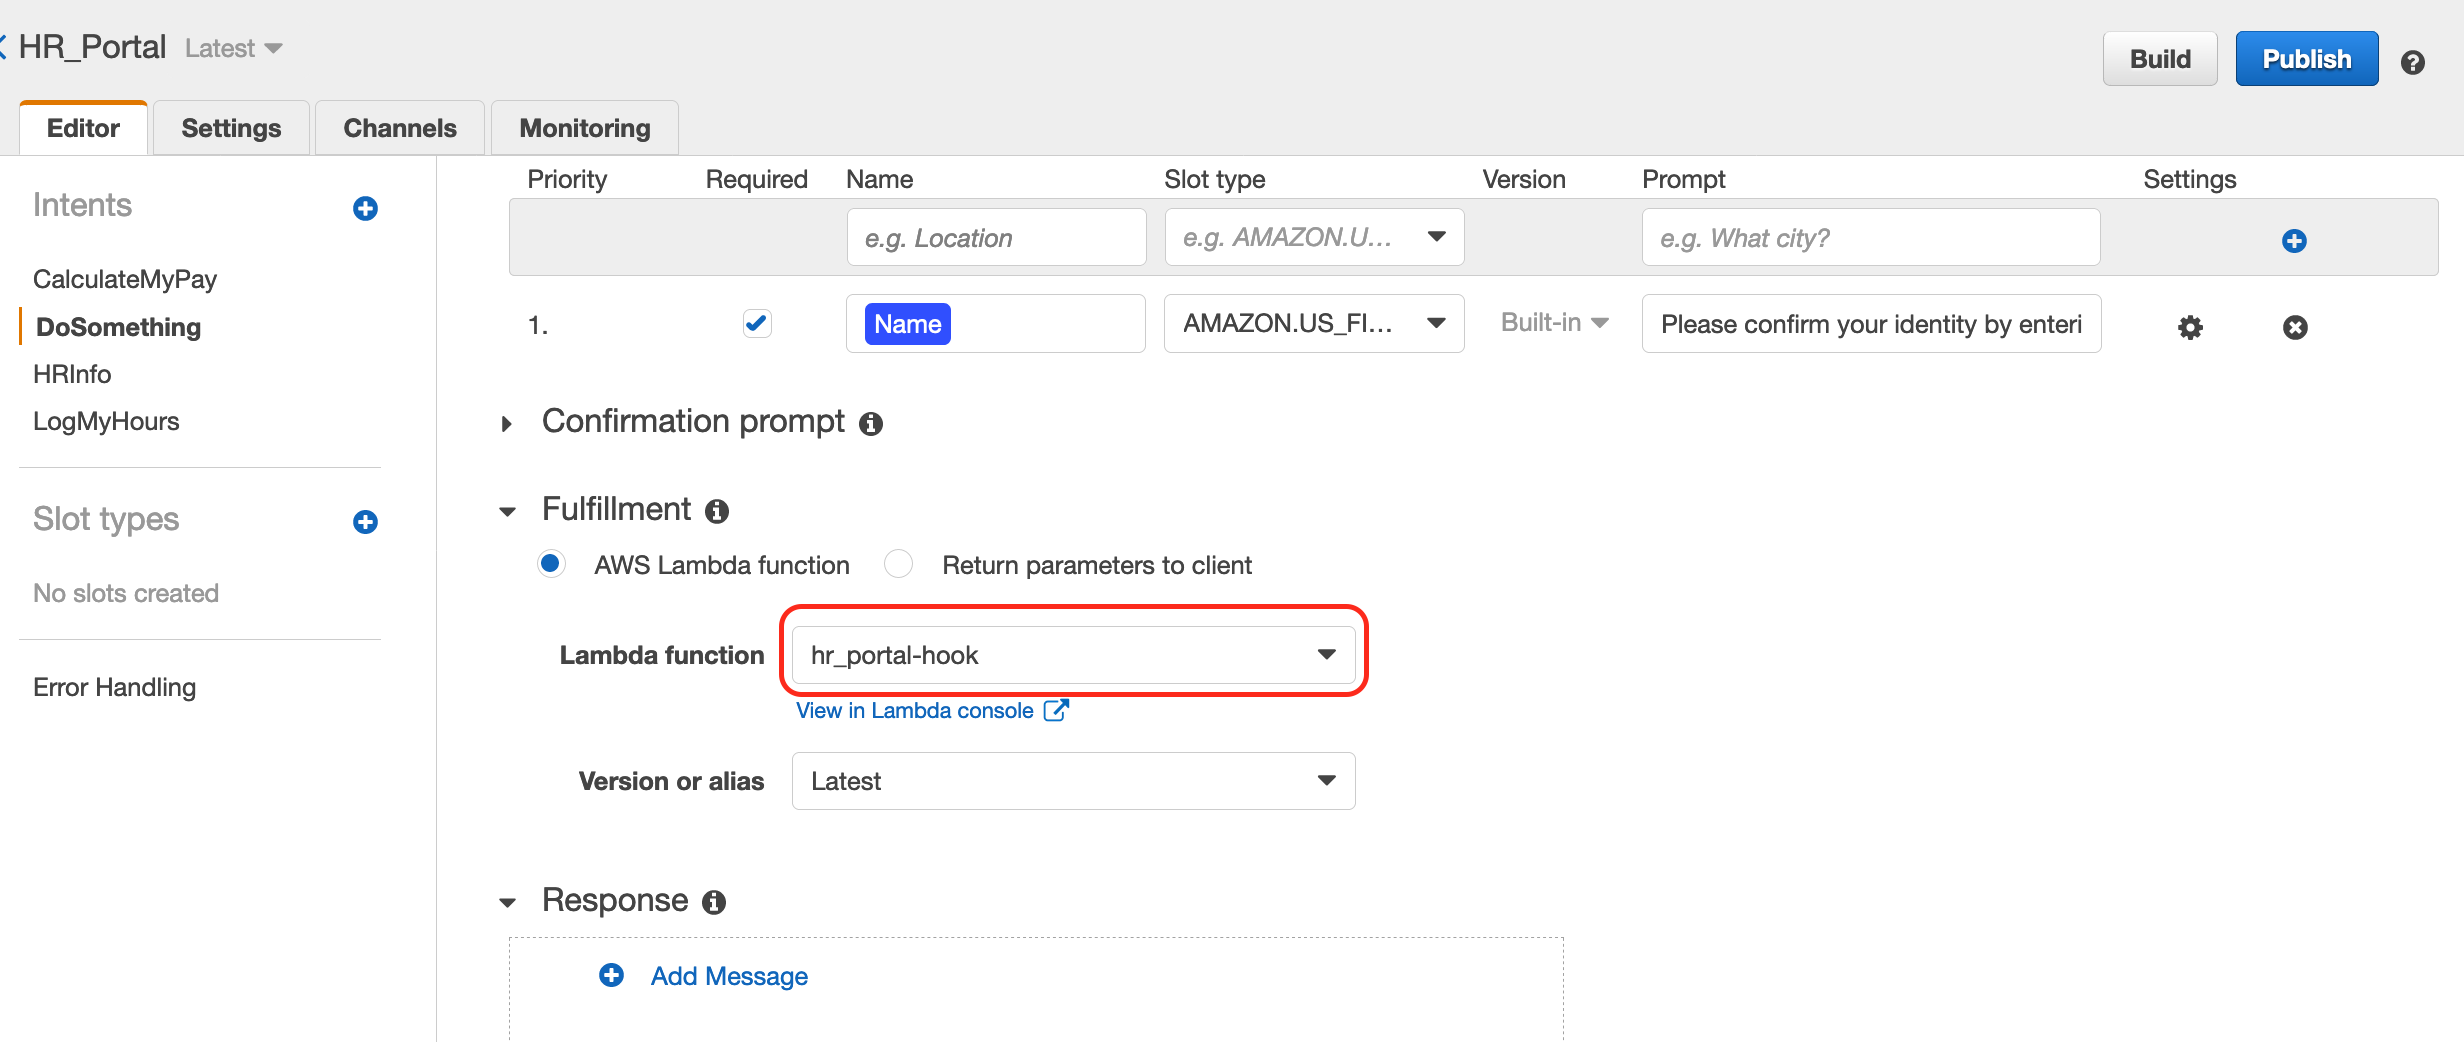 HR_Portal Latest
Build Publish
Editor Settings Channels Monitoring
Intents
CalculateMyPay
DoSomething
HRInfo
LogMyHours
Slot types
No slots created
Error Handling
Priority Required Name Slot type Version Prompt Settings
e.g. Location e.g. AMAZON.U... e.g. What city?
1. Name AMAZON.US_FI... Built-in Please confirm your identity by enteri
Confirmation prompt
Fulfillment
AWS Lambda function Return parameters to client
Lambda function hr_portal-hook
View in Lambda console
Version or alias Latest
Response
Add Message